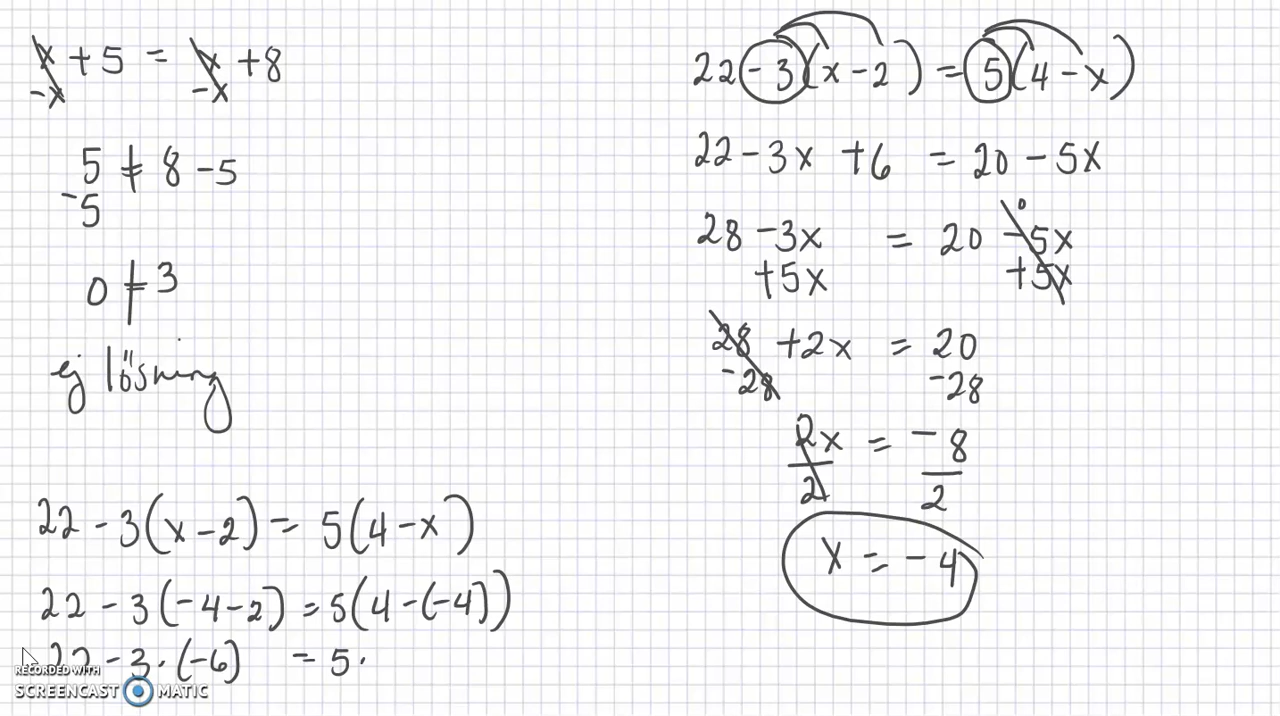 x + 5 = x + 8
-x -x
5 ≠ 8 - 5
-5
0 ≠ 3
ej lösning
22 - 3(x - 2) = 5(4 - x)
22 - 3(-4 - 2) = 5(4 - (-4))
22 - 3 · (-6) = 5 ·
22 - 3(x - 2) = 5(4 - x)
22 - 3x + 6 = 20 - 5x
0
28 - 3x = 20 - 5x
+5x +5x
28 + 2x = 20
-28 -28
2x = -8
2 2
x = -4
RECORDED WITH
SCREENCAST MATIC